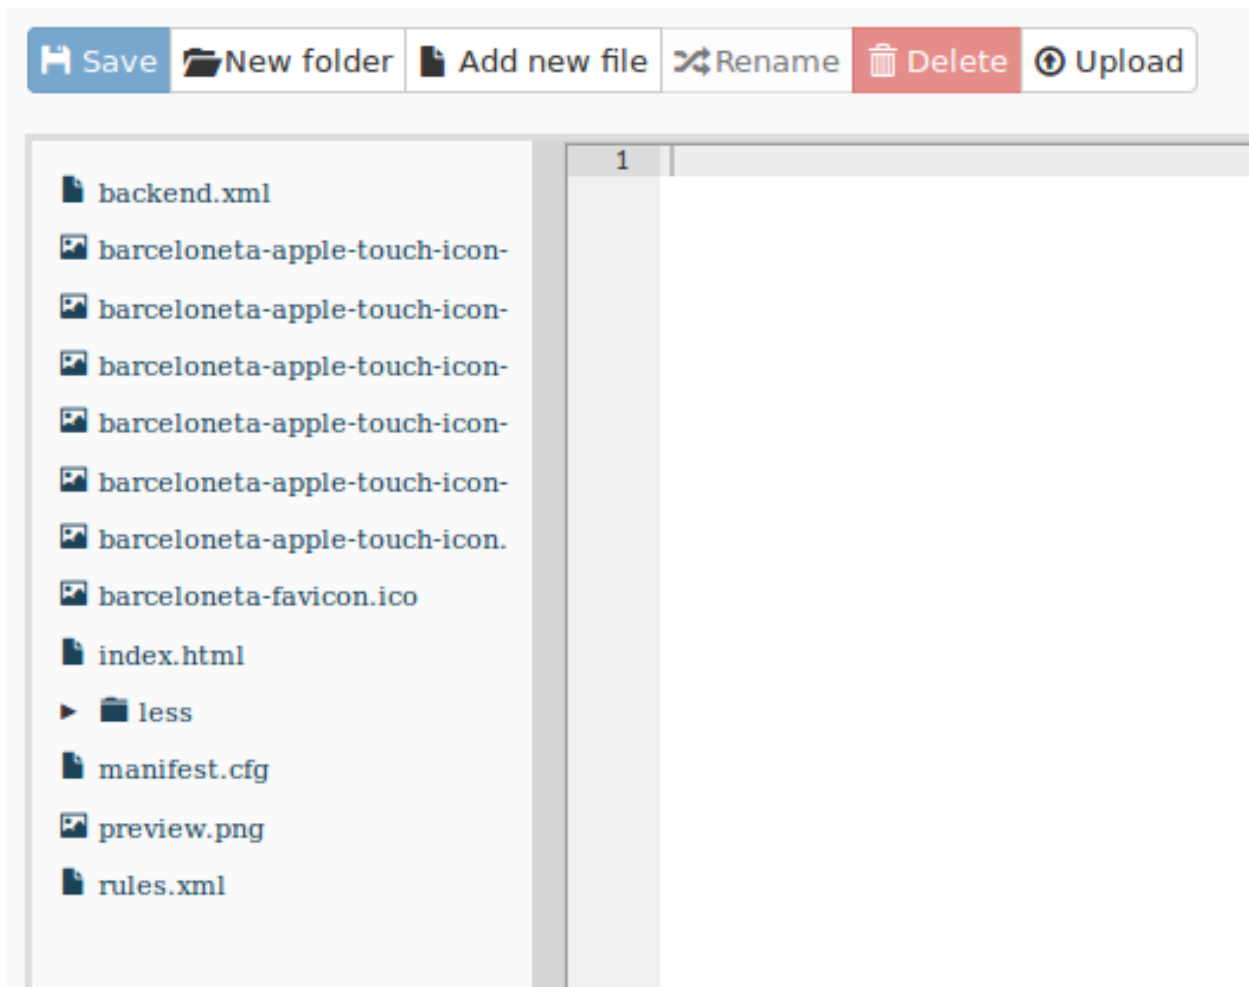 Save New folder Add new file Rename Delete Upload
1
backend.xml
barceloneta-apple-touch-icon-
barceloneta-apple-touch-icon-
barceloneta-apple-touch-icon-
barceloneta-apple-touch-icon-
barceloneta-apple-touch-icon-
barceloneta-apple-touch-icon.
barceloneta-favicon.ico
index.html
less
manifest.cfg
preview.png
rules.xml